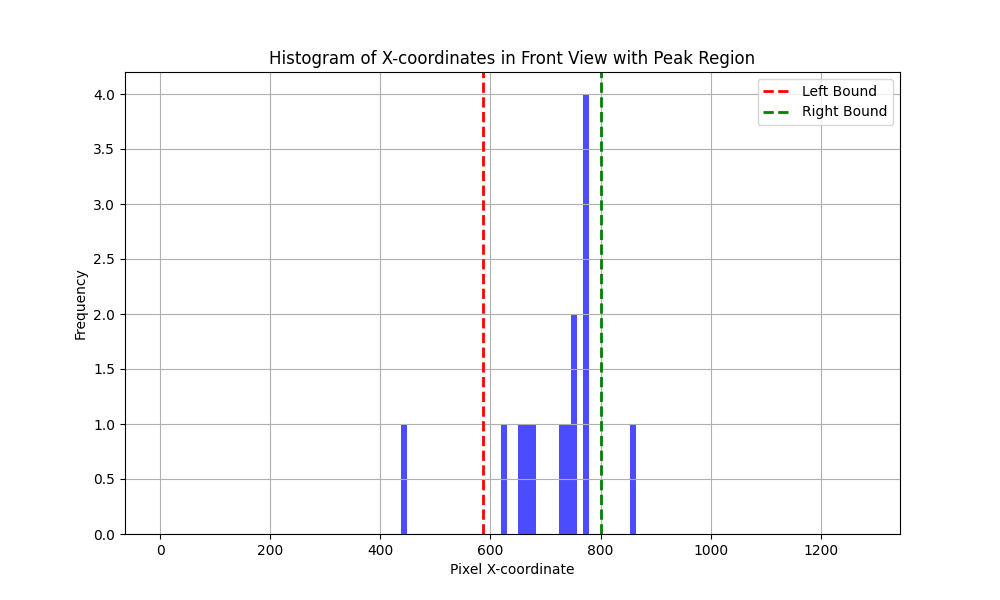 Histogram of X-coordinates in Front View with Peak Region
Left Bound
Right Bound
4.0
3.5
3.0
2.5
2.0
1.5
1.0
0.5
0.0
Frequency
0 200 400 600 800 1000 1200
Pixel X-coordinate